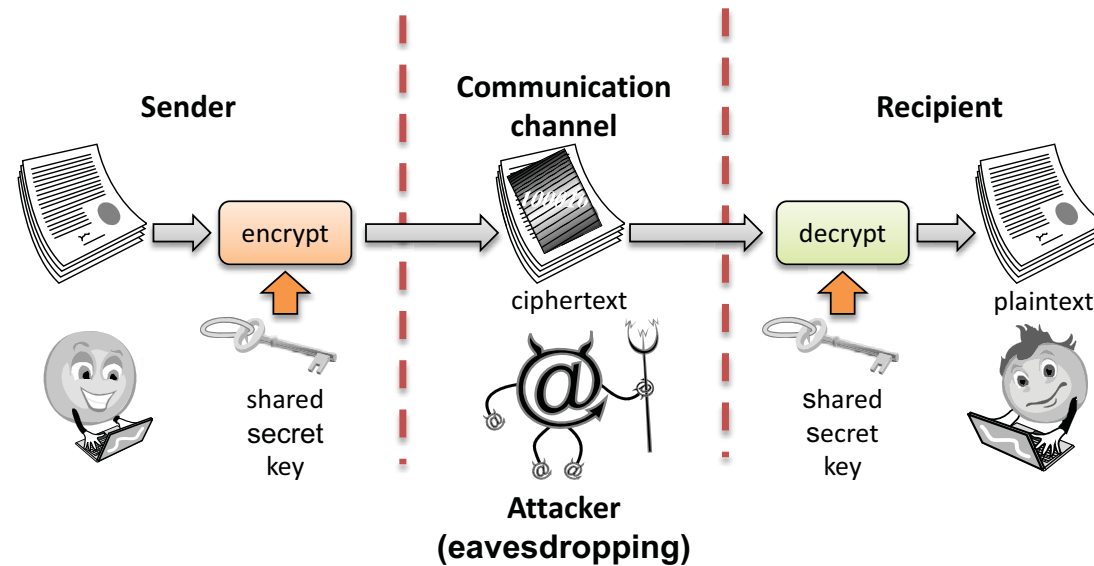 Sender
Communication
channel
Recipient
encrypt
decrypt
ciphertext
plaintext
shared
secret
key
@
@
@
@
@
shared
secret
key
Attacker
(eavesdropping)